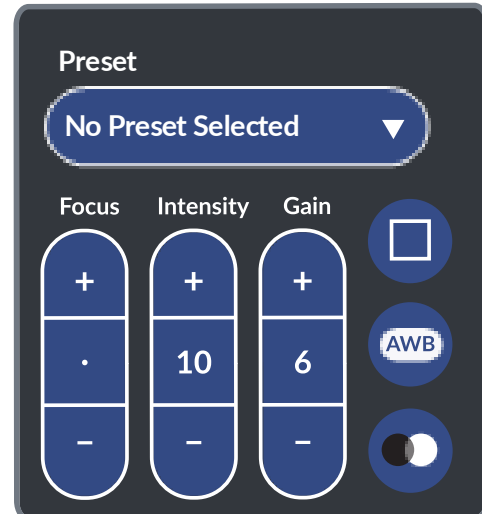 Preset
No Preset Selected
Focus Intensity Gain
+ + +
· 10 6
− − −
AWB